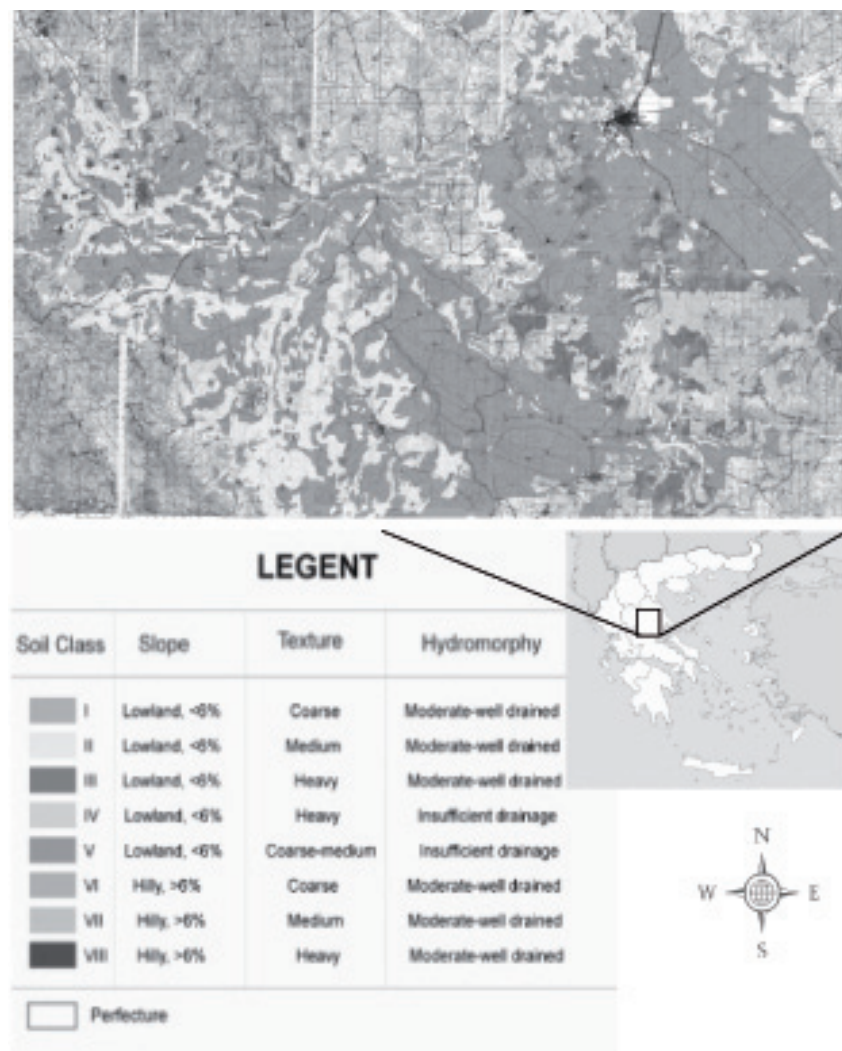 LEGENT
Soil Class Slope Texture Hydromorphy
I Lowland, <6% Coarse Moderate-well drained
II Lowland, <6% Medium Moderate-well drained
III Lowland, <6% Heavy Moderate-well drained
IV Lowland, <6% Heavy Insufficient drainage
V Lowland, <6% Coarse-medium Insufficient drainage
VI Hilly, >6% Coarse Moderate-well drained
VII Hilly, >6% Medium Moderate-well drained
VIII Hilly, >6% Heavy Moderate-well drained
Perfecture
N
W E
S